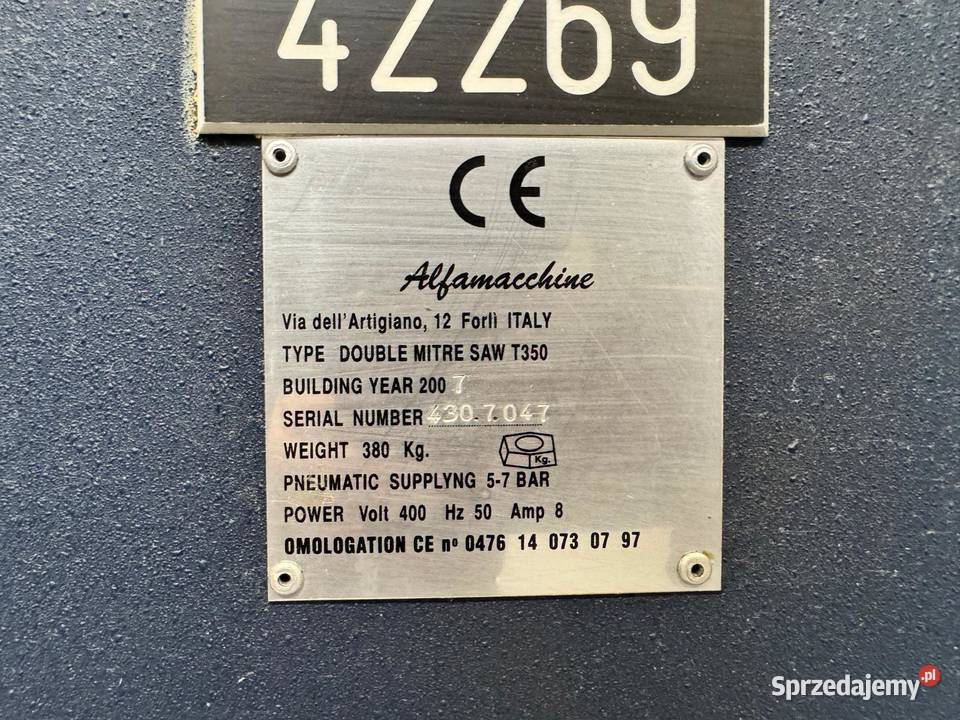 42269
CE
Alfamacchine
Via dell'Artigiano, 12 Forlì ITALY
TYPE DOUBLE MITRE SAW T350
BUILDING YEAR 2007
SERIAL NUMBER 430.7.047
WEIGHT 380 Kg.
Kg.
PNEUMATIC SUPPLYNG 5-7 BAR
POWER Volt 400 Hz 50 Amp 8
OMOLOGATION CE nº 0476 14 073 07 97
Sprzedajemy.pl